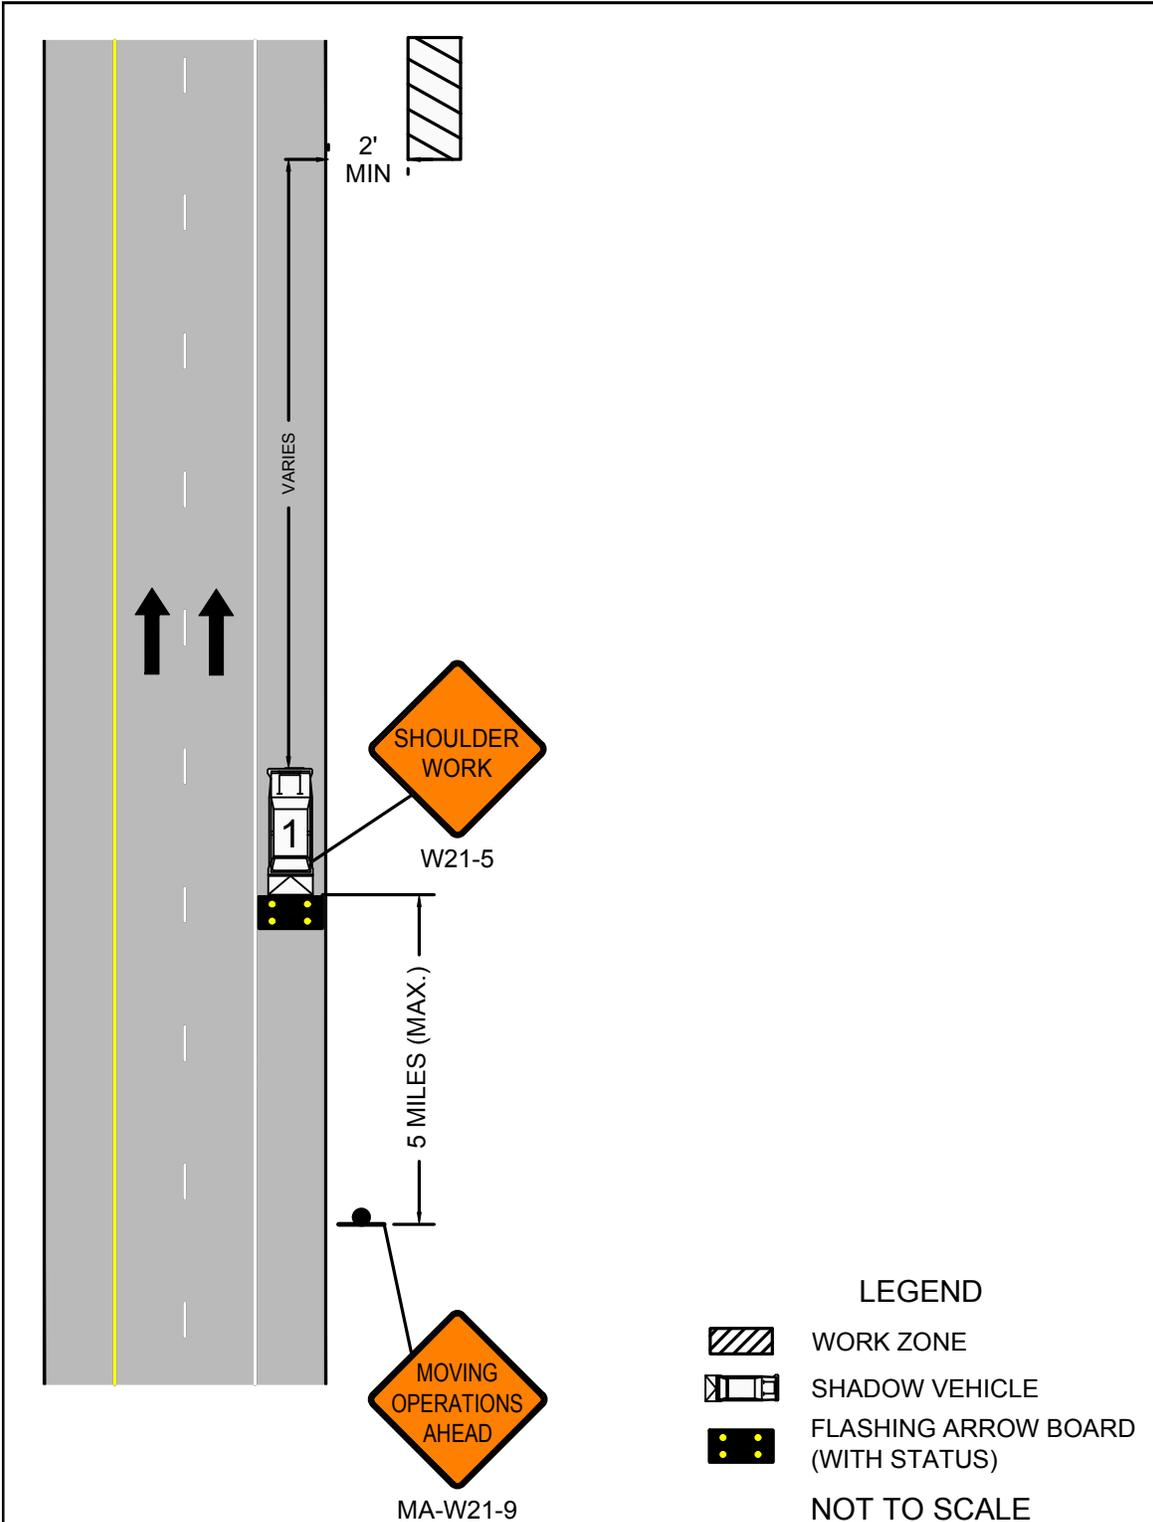 2'
MIN
VARIES
SHOULDER
WORK
1
W21-5
5 MILES (MAX.)
MOVING
OPERATIONS
AHEAD
MA-W21-9
LEGEND
WORK ZONE
SHADOW VEHICLE
FLASHING ARROW BOARD
(WITH STATUS)
NOT TO SCALE